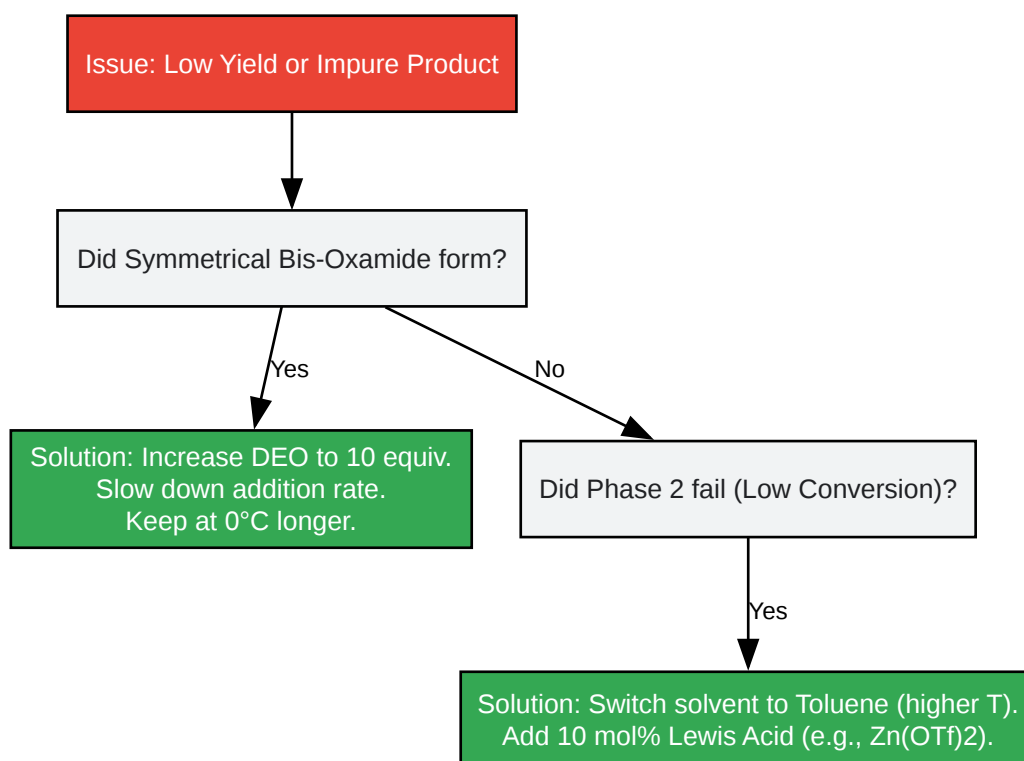 Issue: Low Yield or Impure Product
Did Symmetrical Bis-Oxamide form?
Yes
No
Solution: Increase DEO to 10 equiv.
Slow down addition rate.
Keep at 0°C longer.
Did Phase 2 fail (Low Conversion)?
Yes
Solution: Switch solvent to Toluene (higher T).
Add 10 mol% Lewis Acid (e.g., Zn(OTf)2).